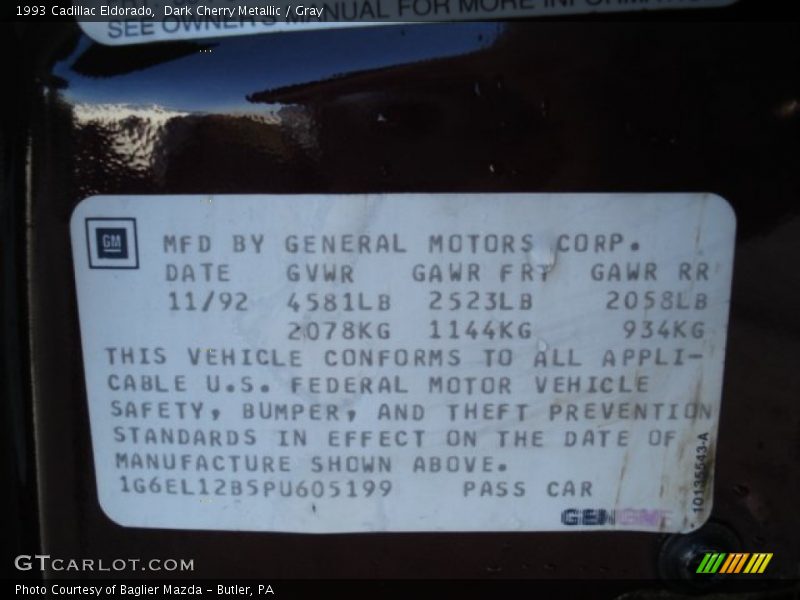 1993 Cadillac Eldorado, Dark Cherry Metallic / Gray
SEE OWNER'S MANUAL FOR MORE INFORMATION
GM
MFD BY GENERAL MOTORS CORP.
DATE GVWR GAWR FRT GAWR RR
11/92 4581LB 2523LB 2058LB
2078KG 1144KG 934KG
THIS VEHICLE CONFORMS TO ALL APPLI-
CABLE U.S. FEDERAL MOTOR VEHICLE
SAFETY, BUMPER, AND THEFT PREVENTION
STANDARDS IN EFFECT ON THE DATE OF
MANUFACTURE SHOWN ABOVE.
1G6EL12B5PU605199 PASS CAR
10135543-A
GTCARLOT.COM
Photo Courtesy of Baglier Mazda - Butler, PA